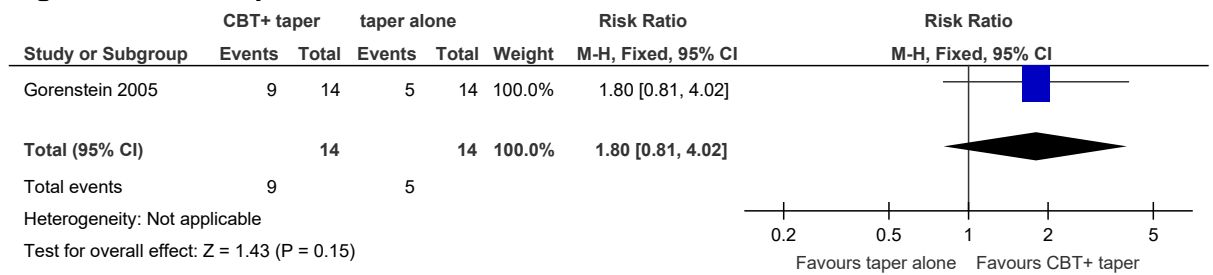 CBT+ taper taper alone Risk Ratio Risk Ratio
Study or Subgroup Events Total Events Total Weight M-H, Fixed, 95% CI M-H, Fixed, 95% CI
Gorenstein 2005 9 14 5 14 100.0% 1.80 [0.81, 4.02]
Total (95% CI) 14 14 100.0% 1.80 [0.81, 4.02]
Total events 9 5
Heterogeneity: Not applicable
Test for overall effect: Z = 1.43 (P = 0.15)
0.2 0.5 1 2 5
Favours taper alone Favours CBT+ taper